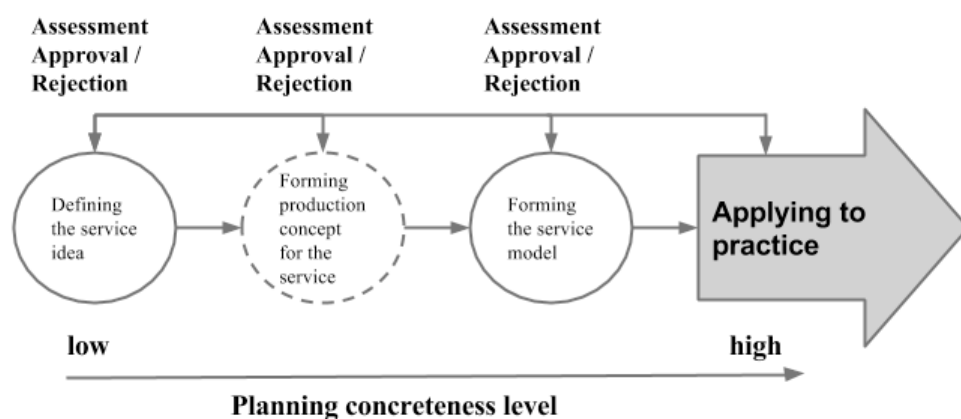 Assessment
Approval /
Rejection
Assessment
Approval /
Rejection
Assessment
Approval /
Rejection
Defining
the service
idea
Forming
production
concept
for the
service
Forming
the service
model
Applying to
practice
low
high
Planning concreteness level